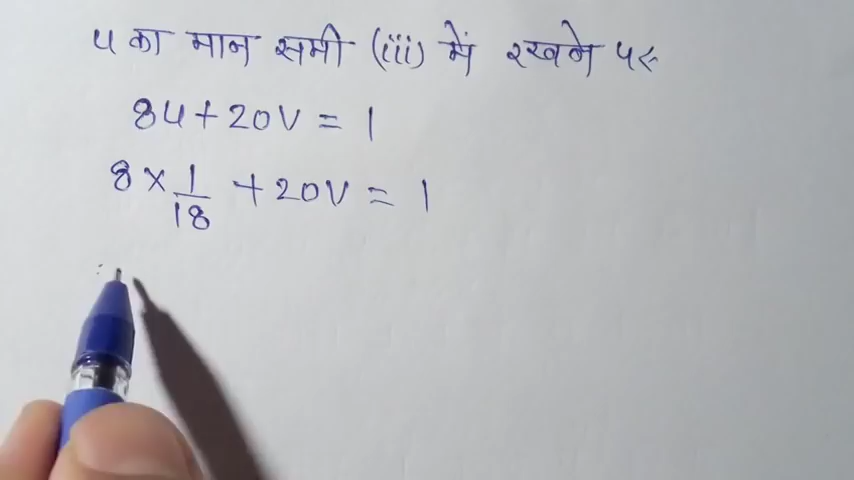 u का मान समी (iii) में रखने पर
8u + 20v = 1
8 × 1/18 + 20v = 1